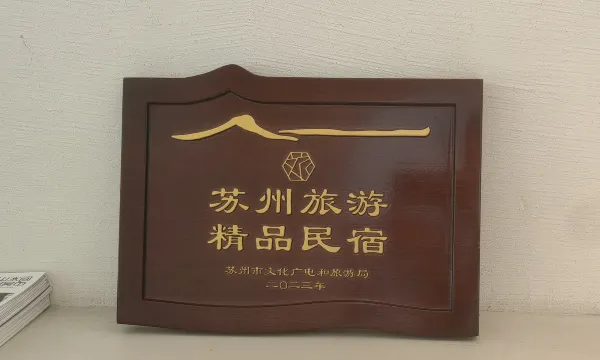 苏州旅游
精品民宿
苏州市文化广电和旅游局
二〇二三年